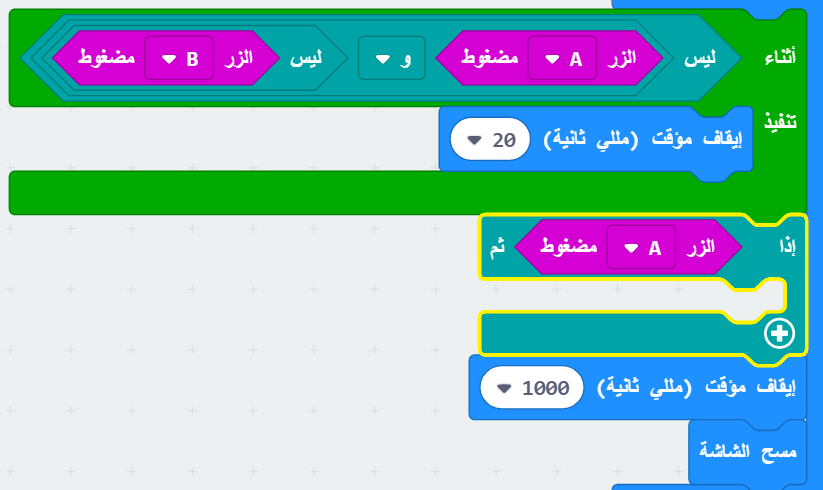 أثناء ليس الزر A مضغوط و ليس الزر B مضغوط
تنفيذ
إيقاف مؤقت (مللي ثانية) 20
إذا الزر A مضغوط ثم
إيقاف مؤقت (مللي ثانية) 1000
مسح الشاشة